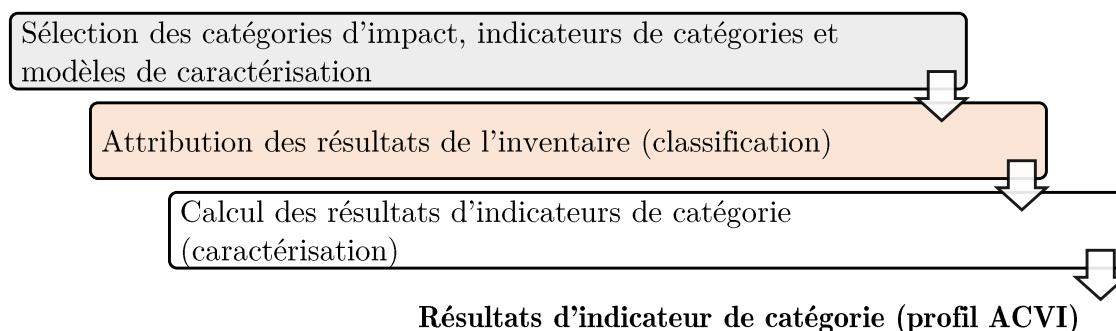 Sélection des catégories d'impact, indicateurs de catégories et
modèles de caractérisation
Attribution des résultats de l'inventaire (classification)
Calcul des résultats d'indicateurs de catégorie
(caractérisation)
Résultats d'indicateur de catégorie (profil ACVI)